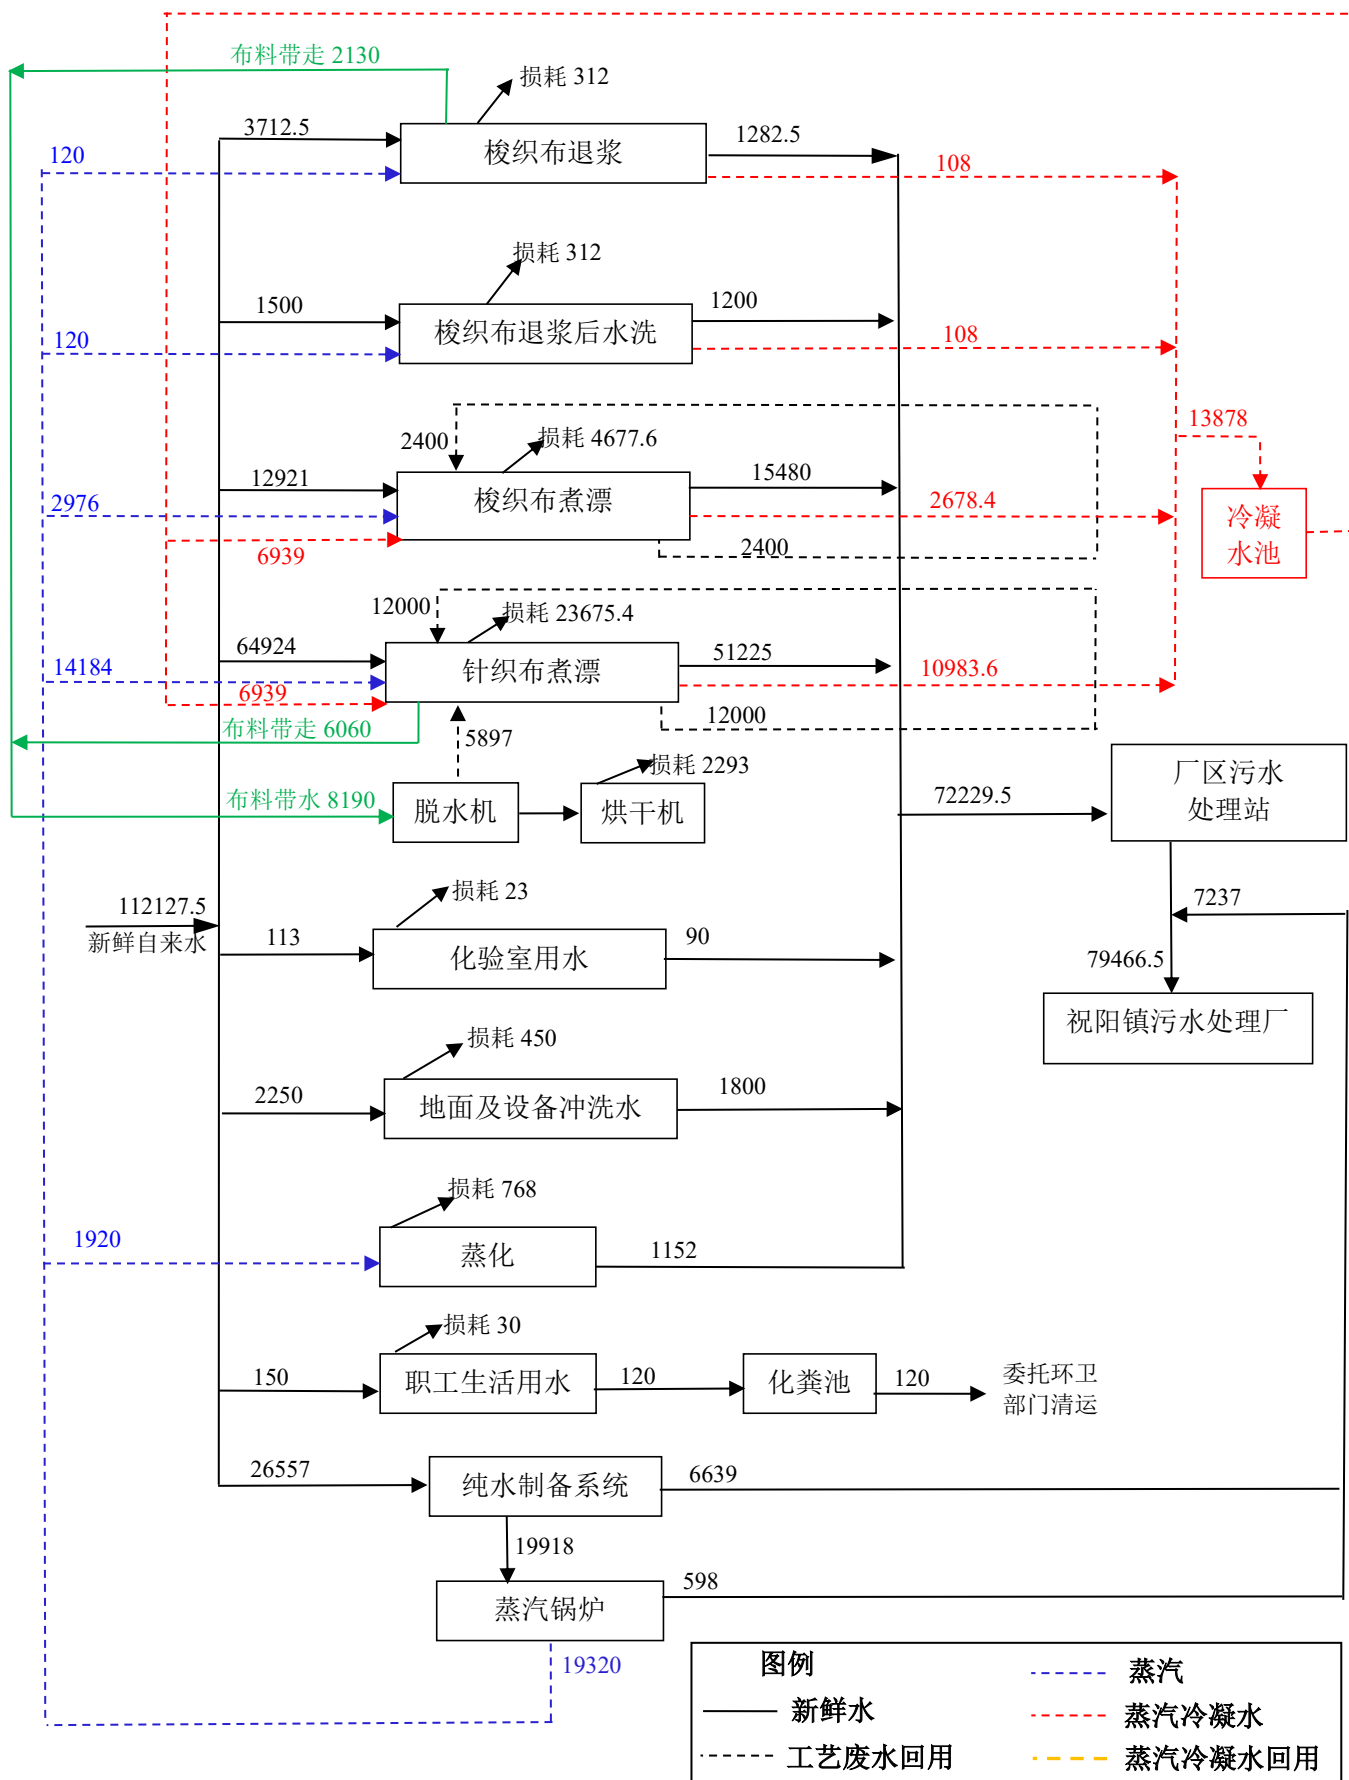 布料带走 2130
损耗 312
3712.5
梭织布退浆
1282.5
120
108
损耗 312
1500
梭织布退浆后水洗
1200
120
108
13878
2400
损耗 4677.6
12921
梭织布煮漂
15480
2976
2678.4
冷凝
水池
6939
2400
12000
损耗 23675.4
64924
针织布煮漂
51225
14184
10983.6
6939
布料带走 6060
12000
5897
损耗 2293
布料带水 8190
脱水机
烘干机
72229.5
厂区污水
处理站
损耗 23
112127.5
新鲜自来水
113
化验室用水
90
7237
79466.5
祝阳镇污水处理厂
损耗 450
2250
地面及设备冲洗水
1800
损耗 768
1920
蒸化
1152
损耗 30
150
职工生活用水
120
化粪池
120
委托环卫
部门清运
26557
纯水制备系统
6639
19918
蒸汽锅炉
598
19320
图例
蒸汽
新鲜水
蒸汽冷凝水
工艺废水回用
蒸汽冷凝水回用